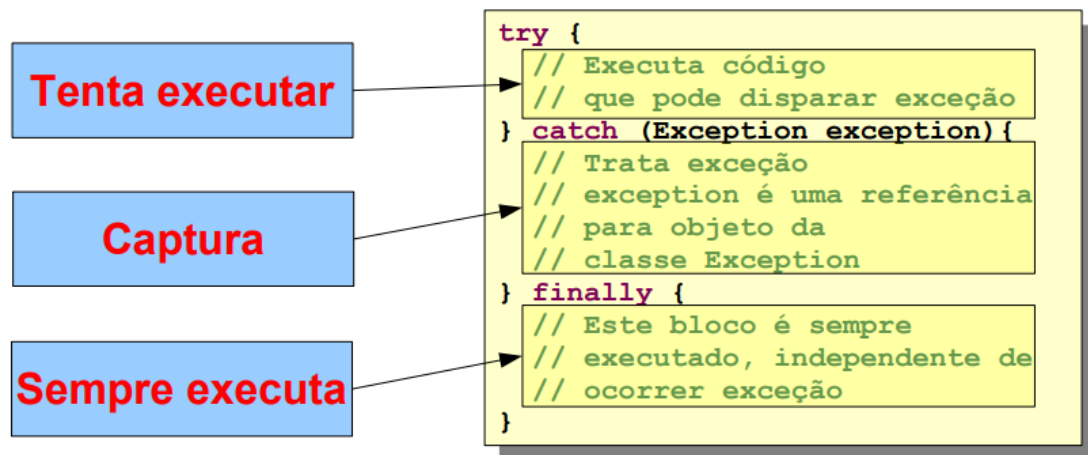 Tenta executar
Captura
Sempre executa
try {
// Executa código
// que pode disparar exceção
} catch (Exception exception){
// Trata exceção
// exception é uma referência
// para objeto da
// classe Exception
} finally {
// Este bloco é sempre
// executado, independente de
// ocorrer exceção
}